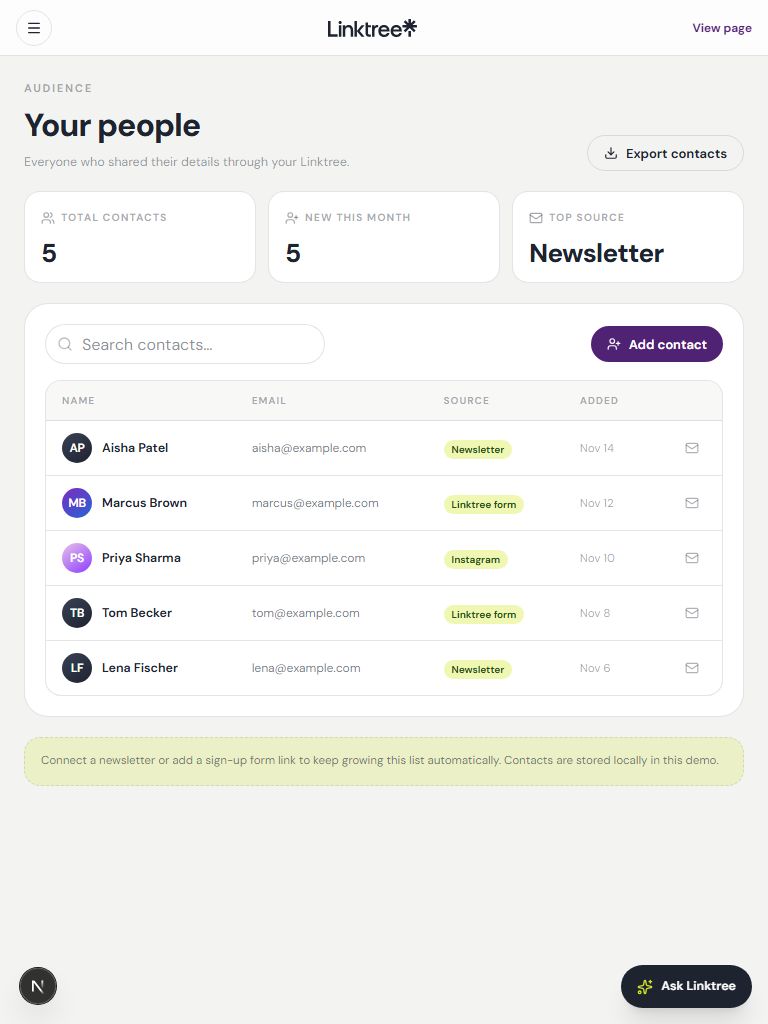 Linktree
View page
AUDIENCE
Your people
Everyone who shared their details through your Linktree.
Export contacts
TOTAL CONTACTS
5
NEW THIS MONTH
5
TOP SOURCE
Newsletter
Search contacts...
Add contact
NAME EMAIL SOURCE ADDED
AP Aisha Patel aisha@example.com Newsletter Nov 14
MB Marcus Brown marcus@example.com Linktree form Nov 12
PS Priya Sharma priya@example.com Instagram Nov 10
TB Tom Becker tom@example.com Linktree form Nov 8
LF Lena Fischer lena@example.com Newsletter Nov 6
Connect a newsletter or add a sign-up form link to keep growing this list automatically. Contacts are stored locally in this demo.
N
Ask Linktree